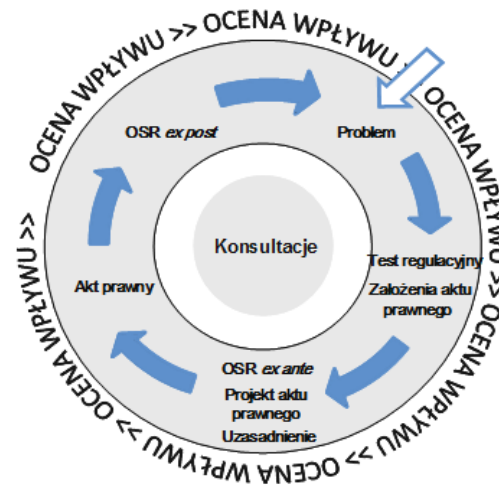 OCENA WPŁYWU >> OCENA WPŁYWU >> OCENA WPŁYWU >> OCENA WPŁYWU >> OCENA WPŁYWU >> OCENA WPŁYWU >>
OSR ex post
Problem
Konsultacje
Test regulacyjny
Założenia aktu
prawnego
Akt prawny
OSR ex ante
Projekt aktu
prawnego
Uzasadnienie